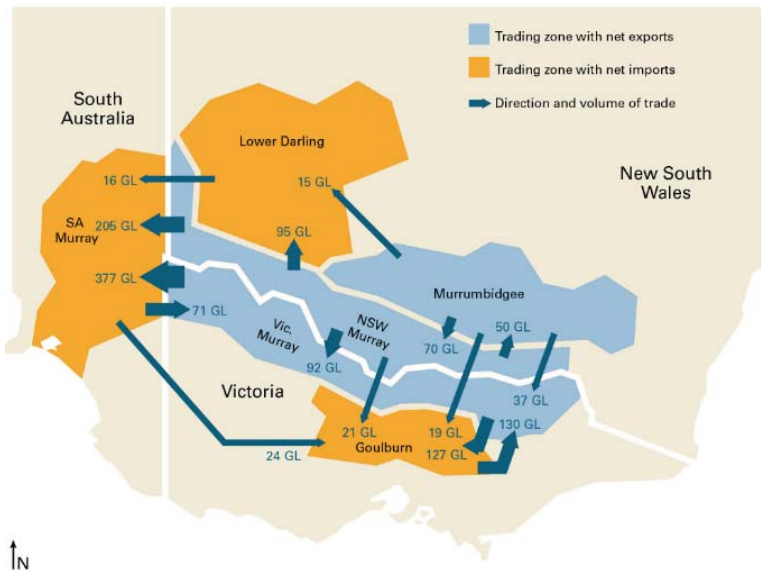 Trading zone with net exports
Trading zone with net imports
Direction and volume of trade
South
Australia
Lower Darling
New South
Wales
16 GL
15 GL
SA
Murray
205 GL
95 GL
377 GL
Murrumbidgee
71 GL
Vic.
Murray
NSW
Murray
70 GL
50 GL
92 GL
Victoria
37 GL
21 GL
19 GL
130 GL
Goulburn
127 GL
24 GL
N